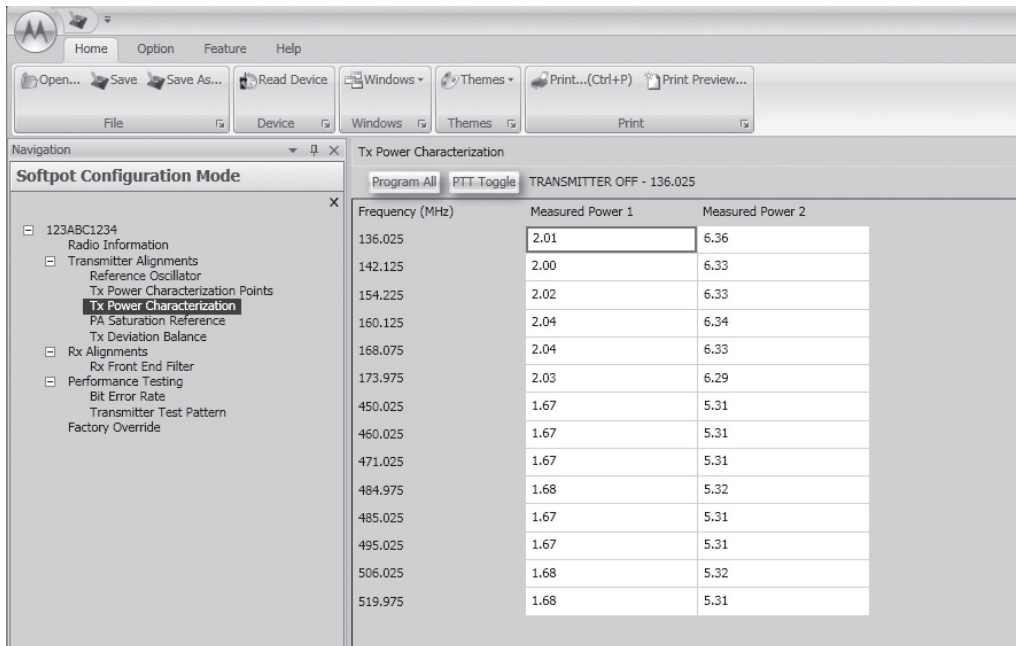 Home Option Feature Help
Open... Save Save As... Read Device Windows Themes Print...(Ctrl+P) Print Preview...
File Device Windows Themes Print
Navigation
Softpot Configuration Mode
123ABC1234
Radio Information
Transmitter Alignments
Reference Oscillator
Tx Power Characterization Points
Tx Power Characterization
PA Saturation Reference
Tx Deviation Balance
Rx Alignments
Rx Front End Filter
Performance Testing
Bit Error Rate
Transmitter Test Pattern
Factory Override
Tx Power Characterization
Program All PTT Toggle TRANSMITTER OFF - 136.025
Frequency (MHz) Measured Power 1 Measured Power 2
136.025 2.01 6.36
142.125 2.00 6.33
154.225 2.02 6.33
160.125 2.04 6.34
168.075 2.04 6.33
173.975 2.03 6.29
450.025 1.67 5.31
460.025 1.67 5.31
471.025 1.67 5.31
484.975 1.68 5.32
485.025 1.67 5.31
495.025 1.67 5.31
506.025 1.68 5.32
519.975 1.68 5.31